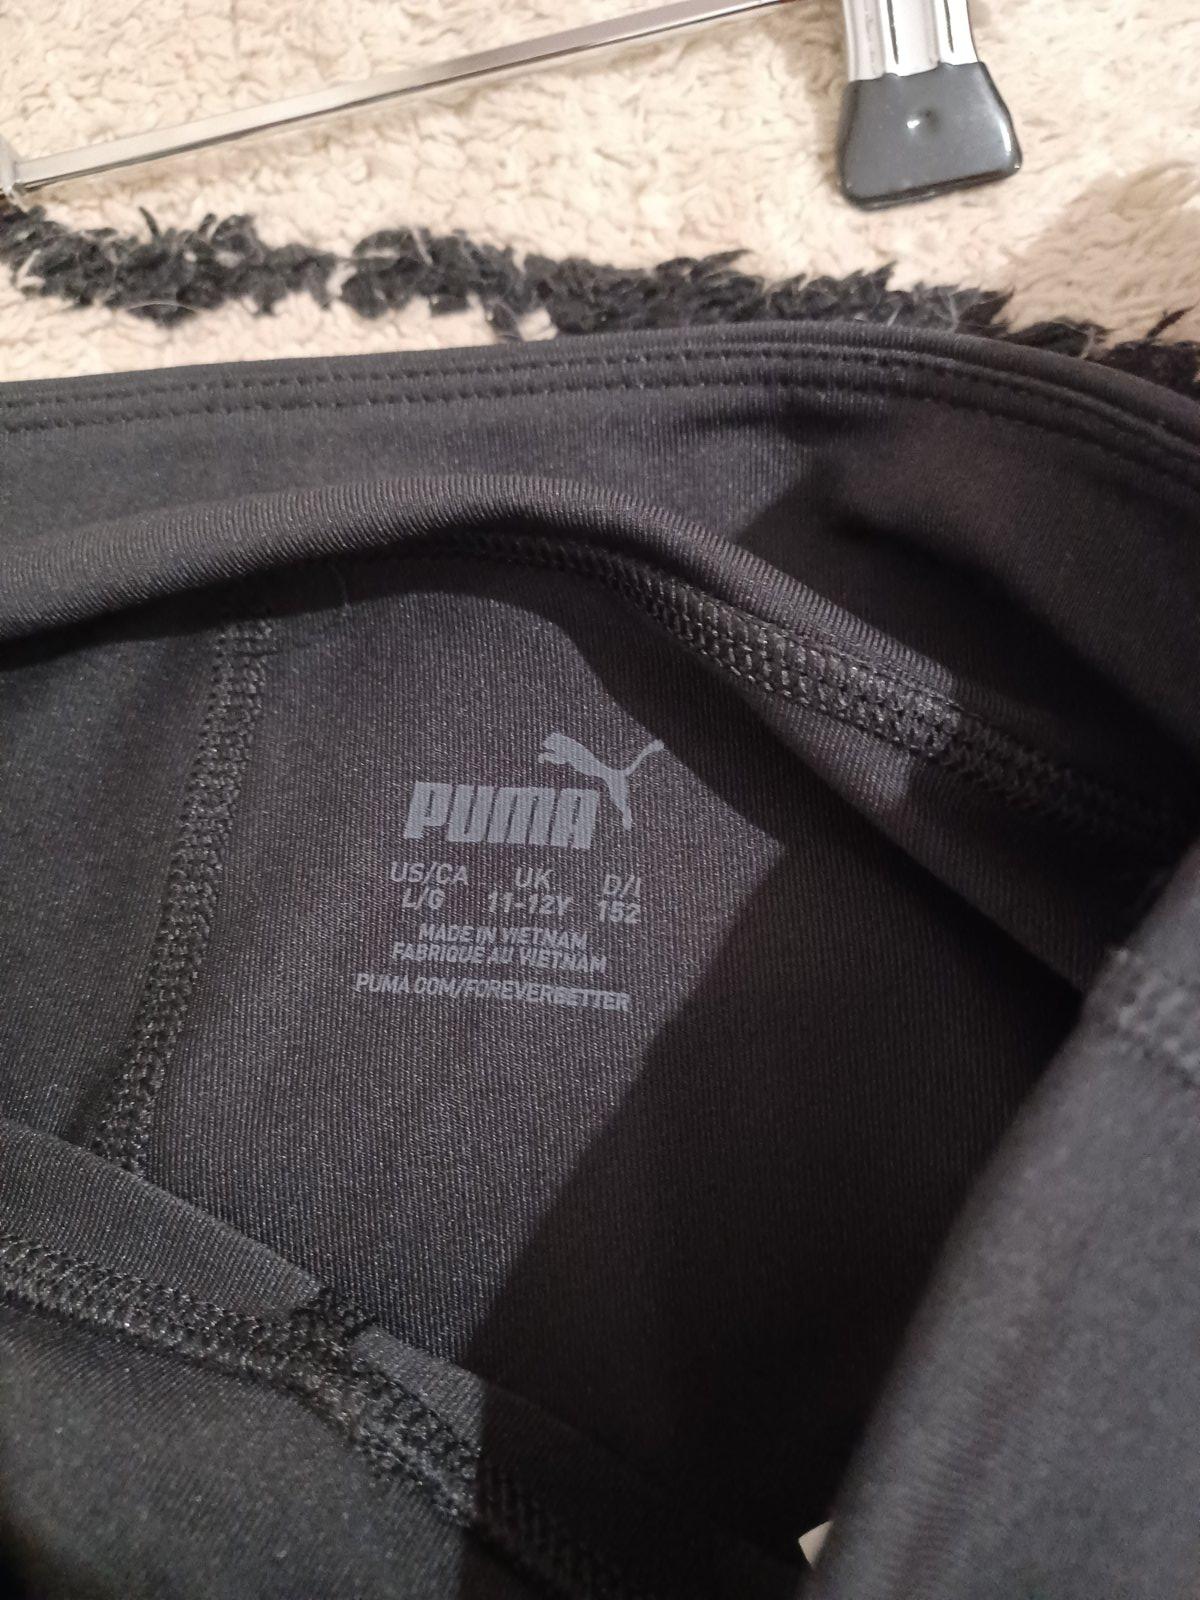 PUMA
US/CA UK D/I
L/G 11-12Y 152
MADE IN VIETNAM
FABRIQUE AU VIETNAM
PUMA.COM/FOREVERBETTER